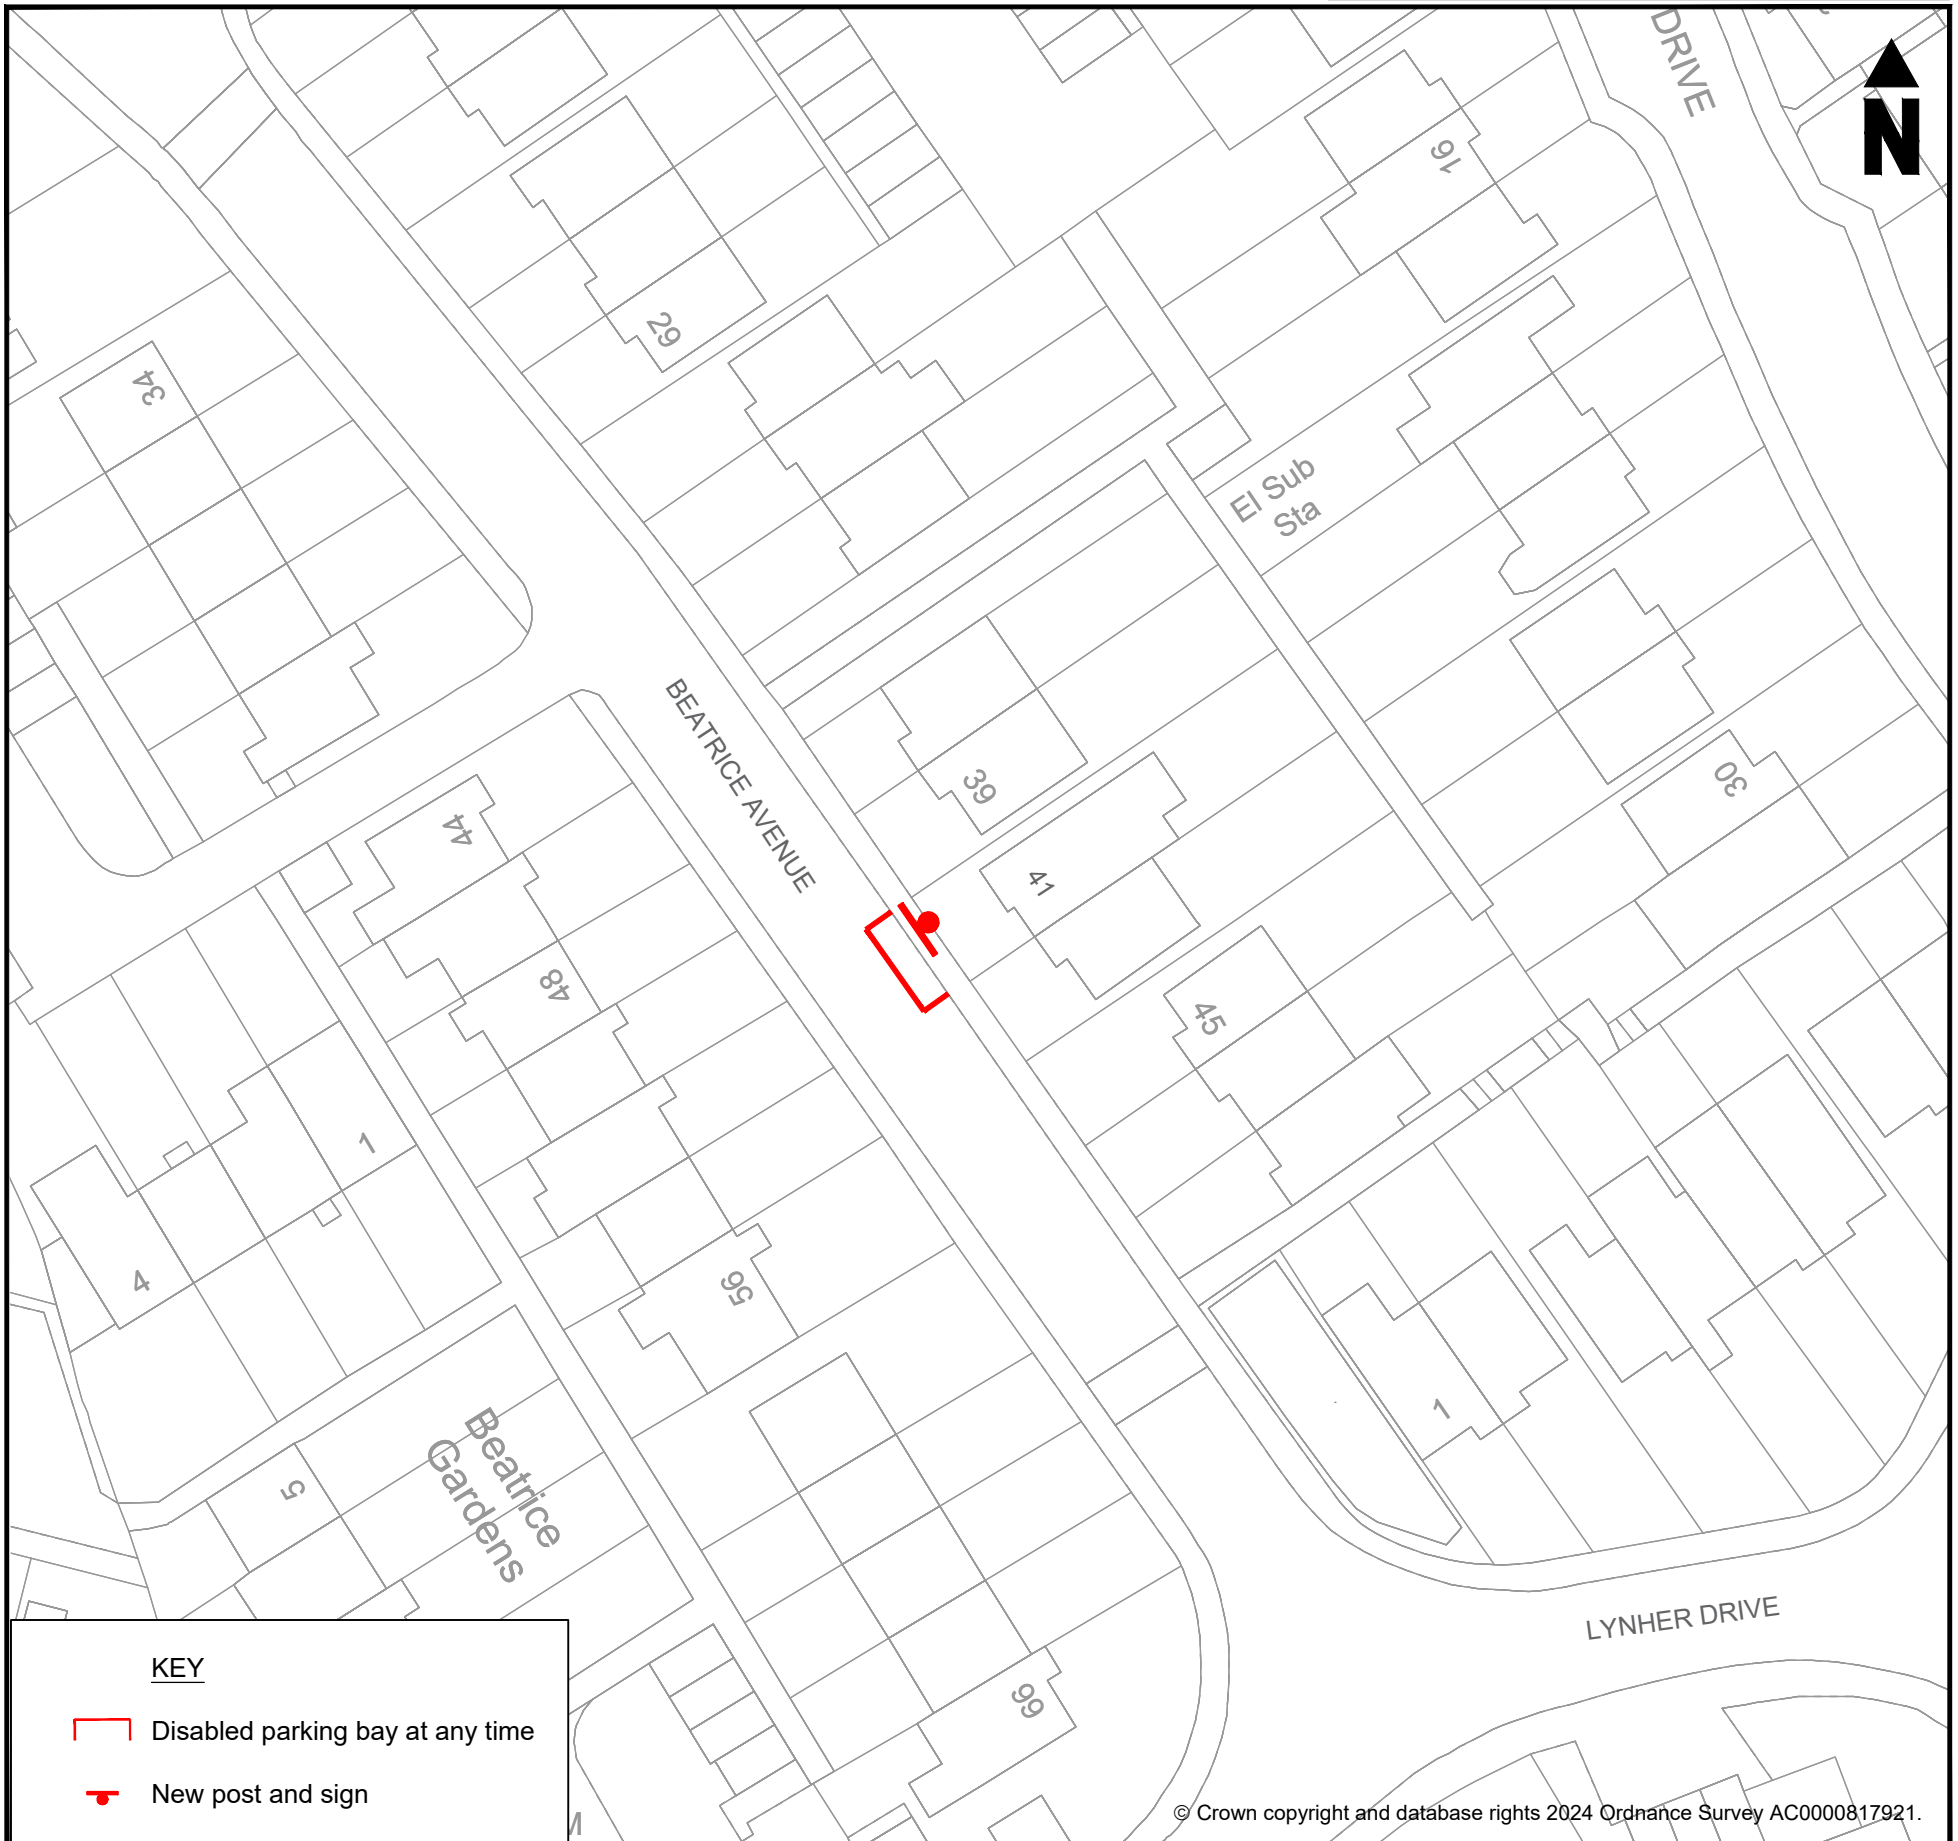 DRIVE
N
16
29
34
El Sub
Sta
BEATRICE AVENUE
39
30
44
41
48
45
1
4
56
1
Beatrice
Gardens
5
LYNHER DRIVE
66
KEY
Disabled parking bay at any time
New post and sign
© Crown copyright and database rights 2024 Ordnance Survey AC0000817921.